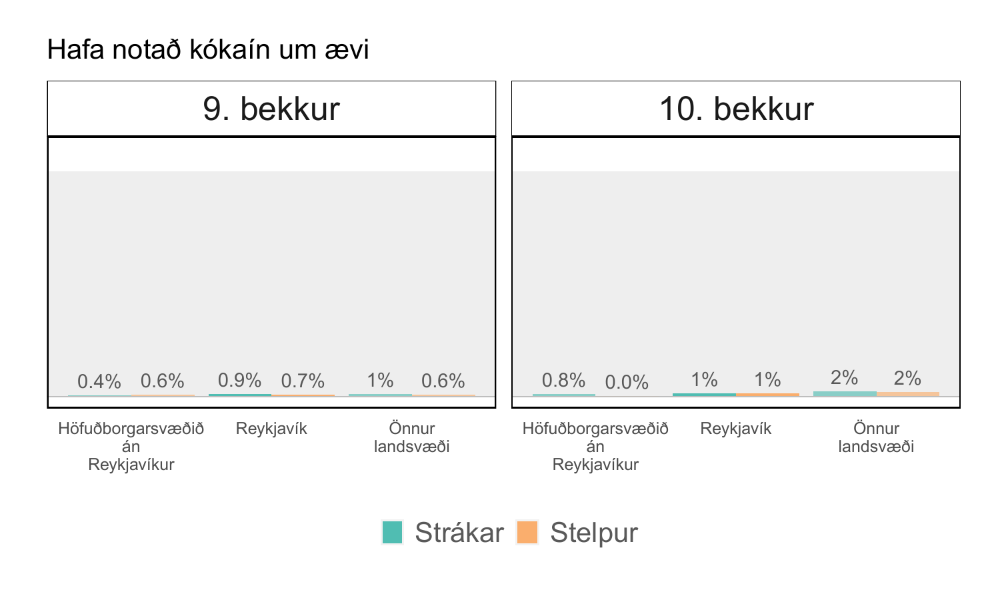 Hafa notað kókaín um ævi
9. bekkur
10. bekkur
0.4%
0.6%
0.9%
0.7%
1%
0.6%
0.8%
0.0%
1%
1%
2%
2%
Höfuðborgarsvæðið
án
Reykjavíkur
Reykjavík
Önnur
landsvæði
Höfuðborgarsvæðið
án
Reykjavíkur
Reykjavík
Önnur
landsvæði
Strákar
Stelpur